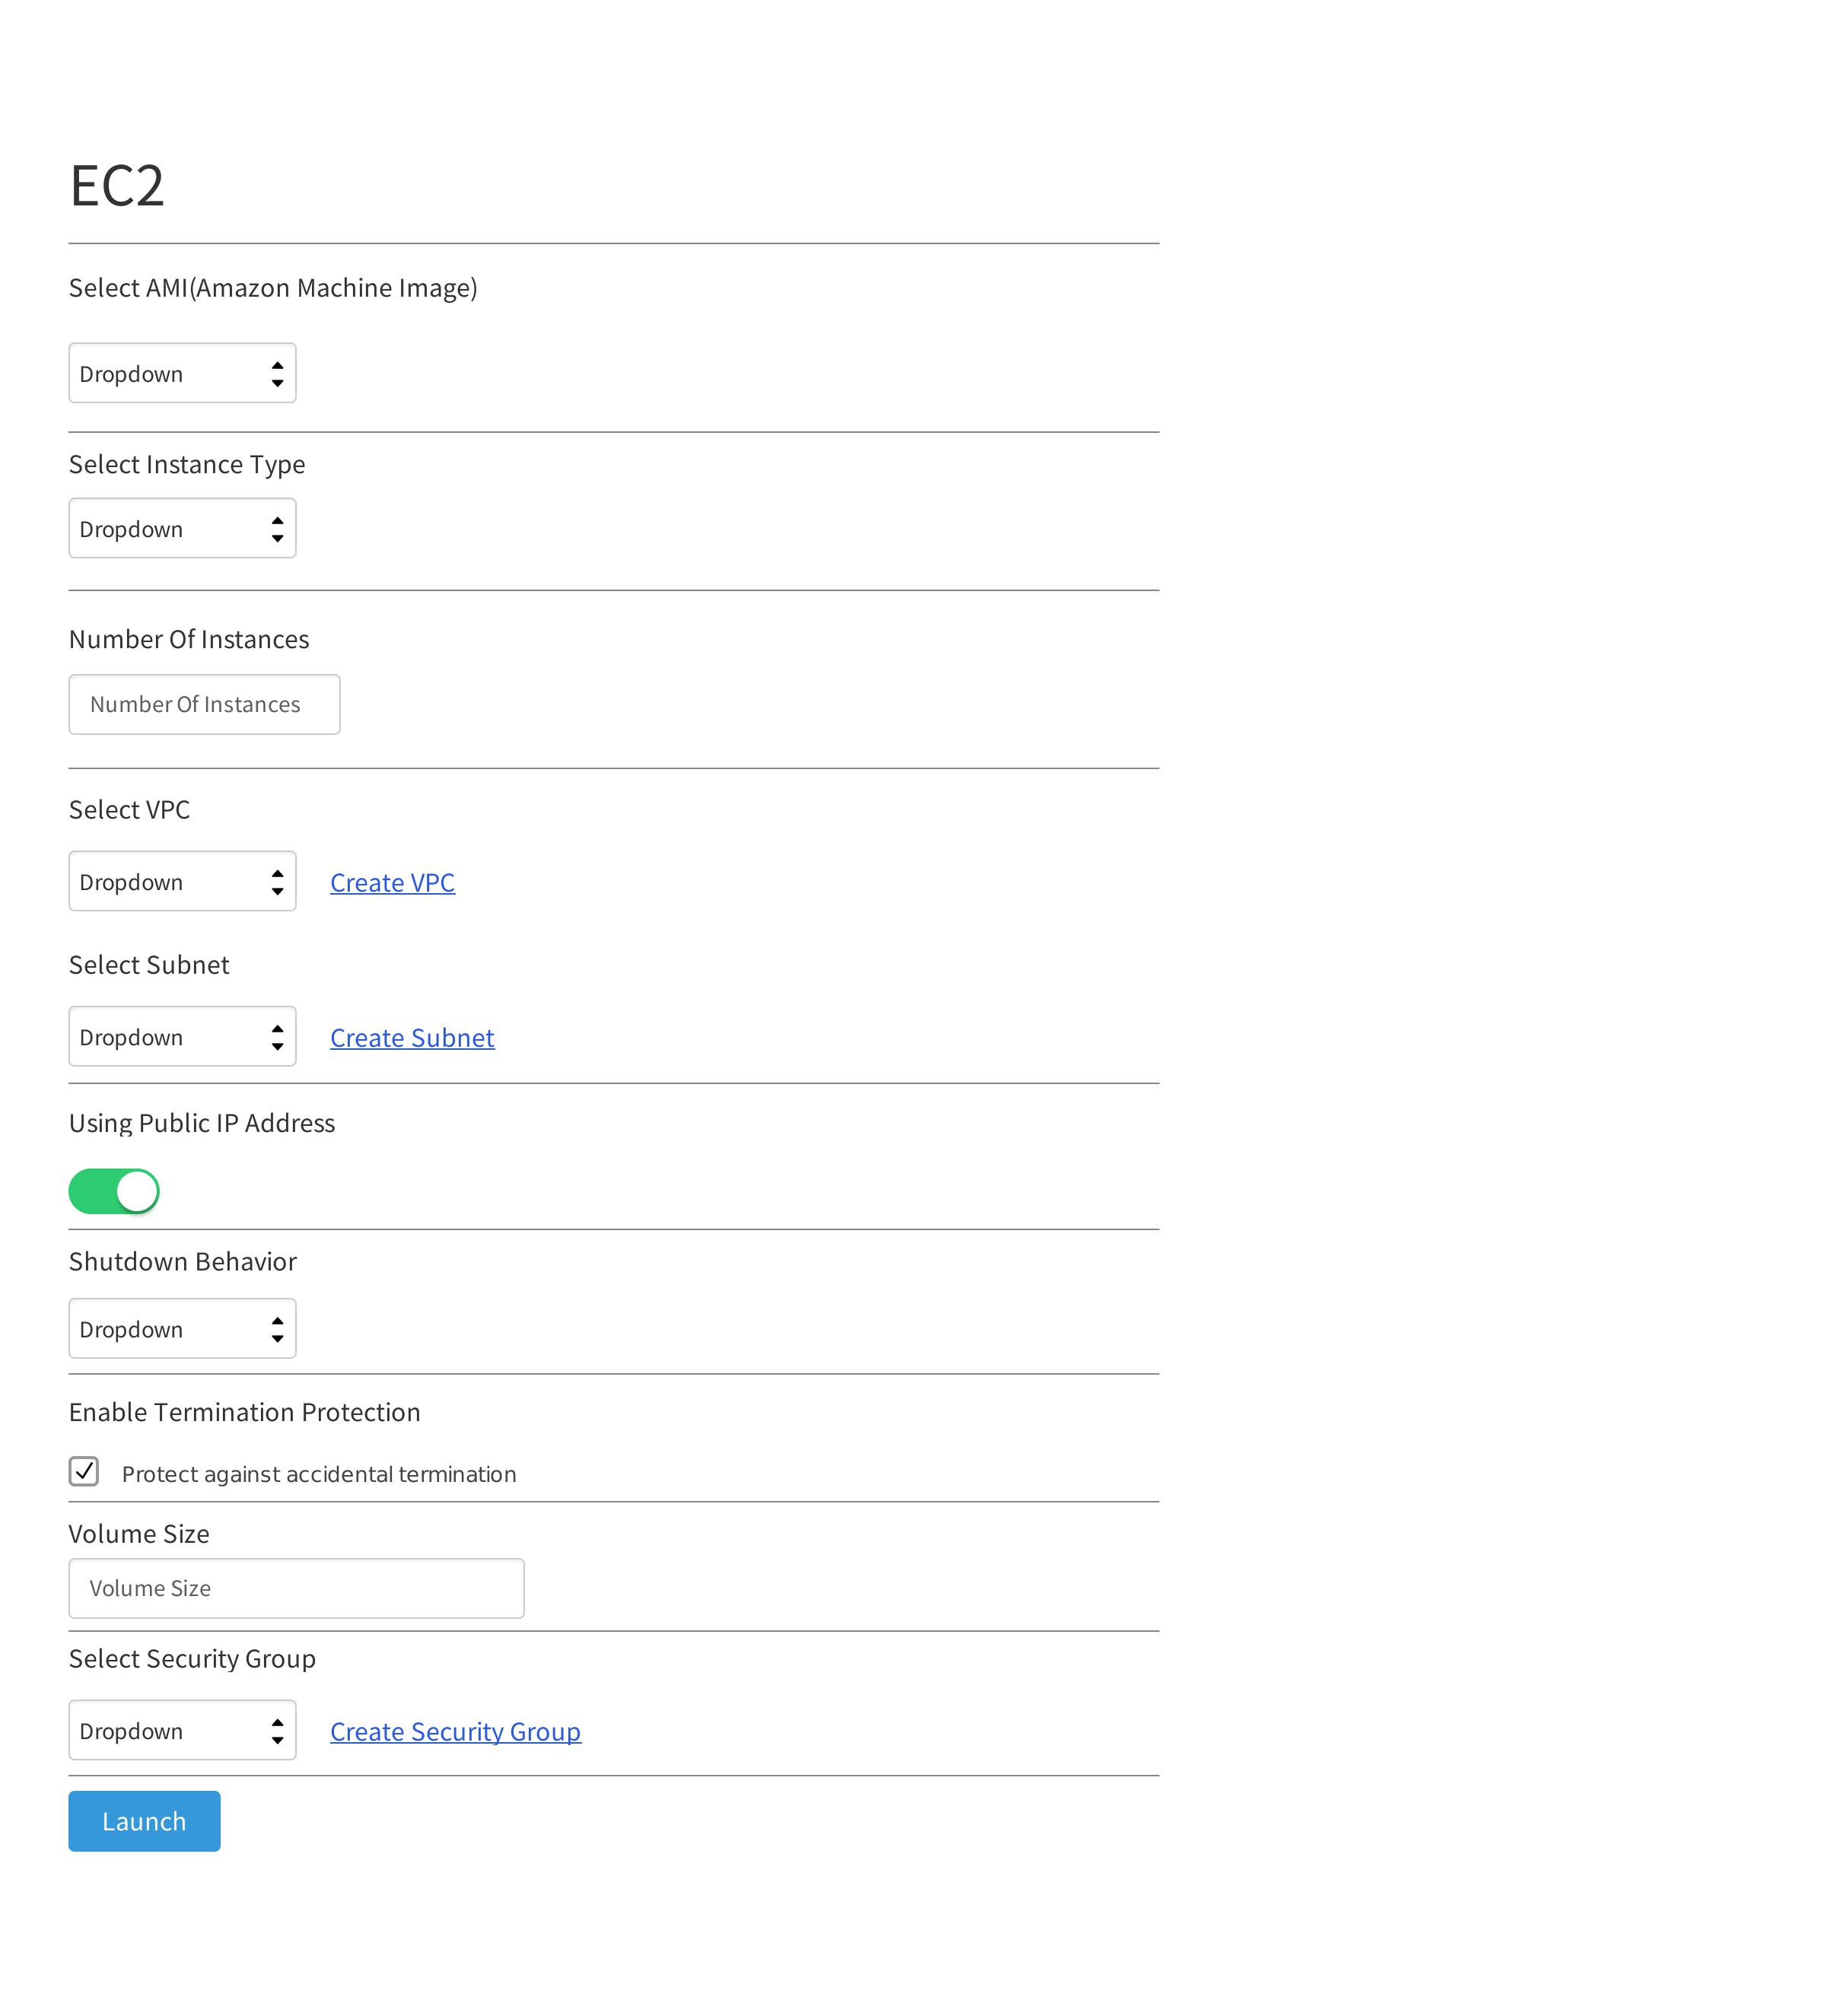 EC2
Select AMI(Amazon Machine Image)
Dropdown
Select Instance Type
Dropdown
Number Of Instances
Number Of Instances
Select VPC
Dropdown Create VPC
Select Subnet
Dropdown Create Subnet
Using Public IP Address
Shutdown Behavior
Dropdown
Enable Termination Protection
Protect against accidental termination
Volume Size
Volume Size
Select Security Group
Dropdown Create Security Group
Launch